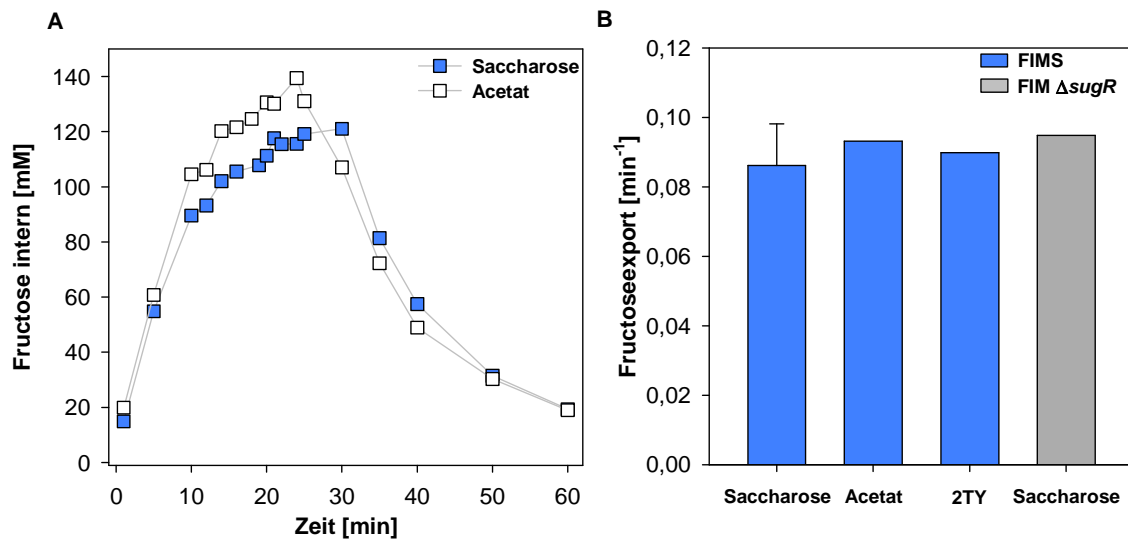 A
Fructose intern [mM]
140
120
100
80
60
40
20
0
Saccharose
Acetat
0 10 20 30 40 50 60
Zeit [min]
B
Fructoseexport [min⁻¹]
0,12
0,10
0,08
0,06
0,04
0,02
0,00
FIMS
FIM ΔsugR
Saccharose Acetat 2TY Saccharose